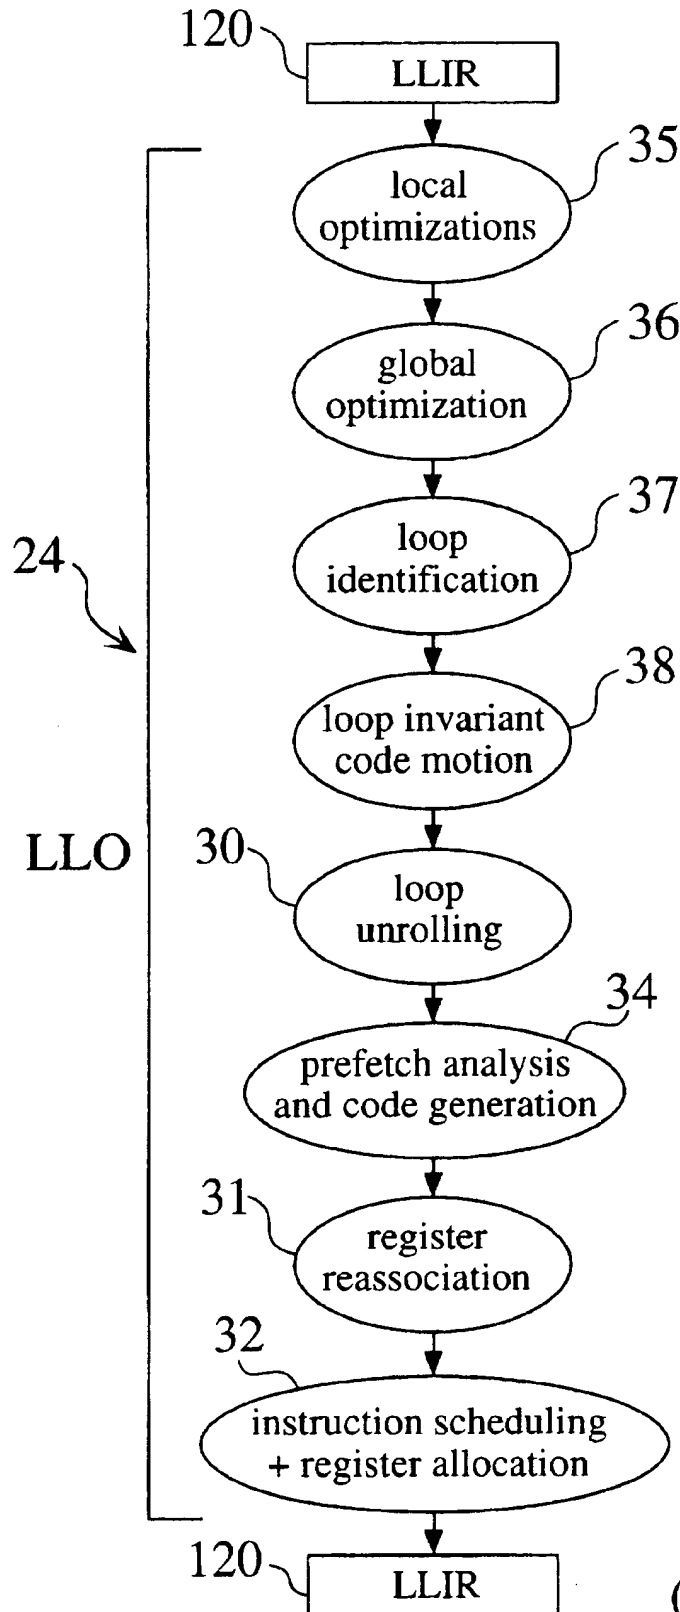 120
LLIR
35
local
optimizations
36
global
optimization
37
loop
identification
24
38
loop invariant
code motion
LLO
30
loop
unrolling
34
prefetch analysis
and code generation
31
register
reassociation
32
instruction scheduling
+ register allocation
120
LLIR